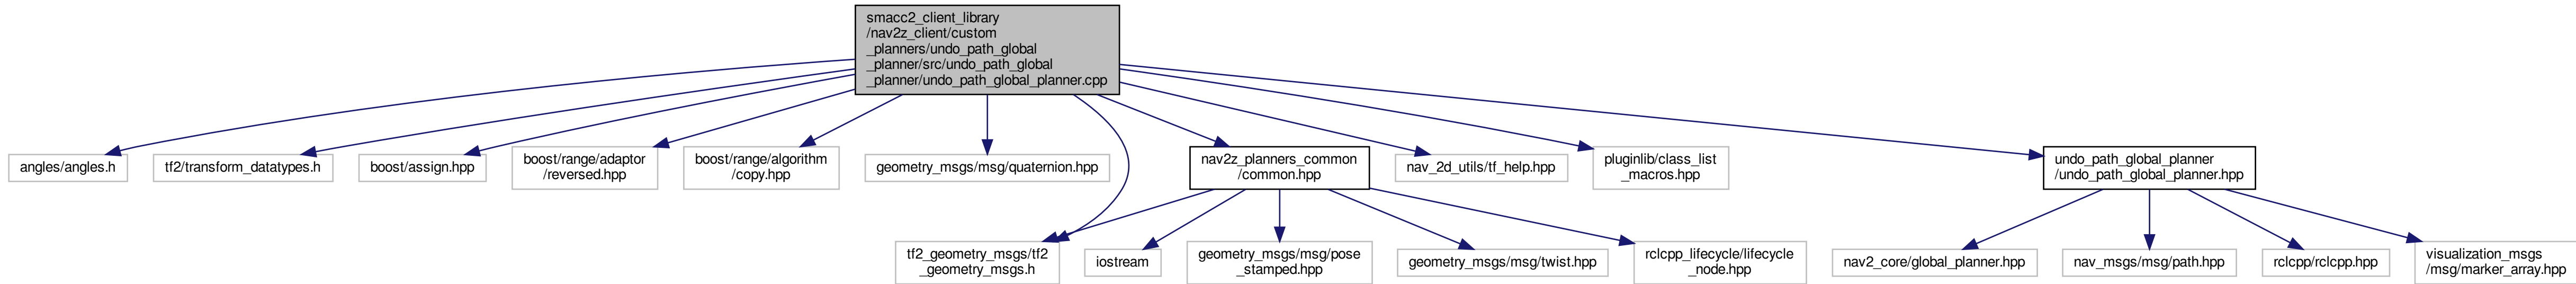 smacc2_client_library
/nav2z_client/custom
_planners/undo_path_global
_planner/src/undo_path_global
_planner/undo_path_global_planner.cpp
angles/angles.h
tf2/transform_datatypes.h
boost/assign.hpp
boost/range/adaptor
/reversed.hpp
boost/range/algorithm
/copy.hpp
geometry_msgs/msg/quaternion.hpp
nav2z_planners_common
/common.hpp
nav_2d_utils/tf_help.hpp
pluginlib/class_list
_macros.hpp
undo_path_global_planner
/undo_path_global_planner.hpp
tf2_geometry_msgs/tf2
_geometry_msgs.h
iostream
geometry_msgs/msg/pose
_stamped.hpp
geometry_msgs/msg/twist.hpp
rclcpp_lifecycle/lifecycle
_node.hpp
nav2_core/global_planner.hpp
nav_msgs/msg/path.hpp
rclcpp/rclcpp.hpp
visualization_msgs
/msg/marker_array.hpp